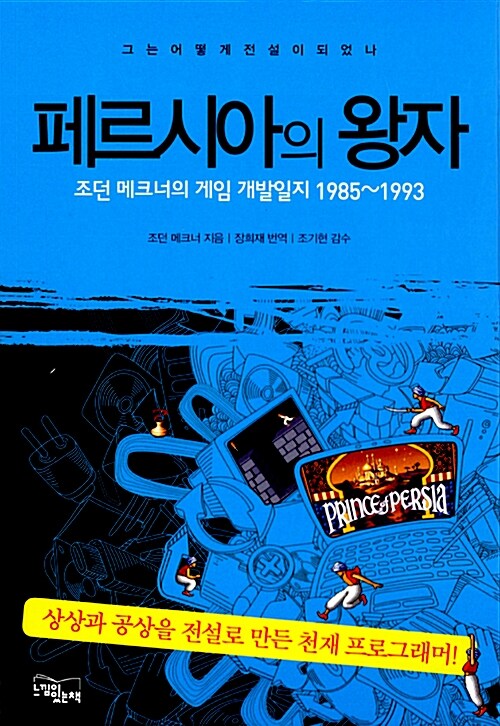 그는어떻게전설이되었나
페르시아의 왕자
조던 메크너의 게임 개발일지 1985~1993
조던 메크너 지음 | 장희재 번역 | 조기현 감수
PRINCE of PERSIA
상상과 공상을 전설로 만든 천재 프로그래머!
느낌있는책